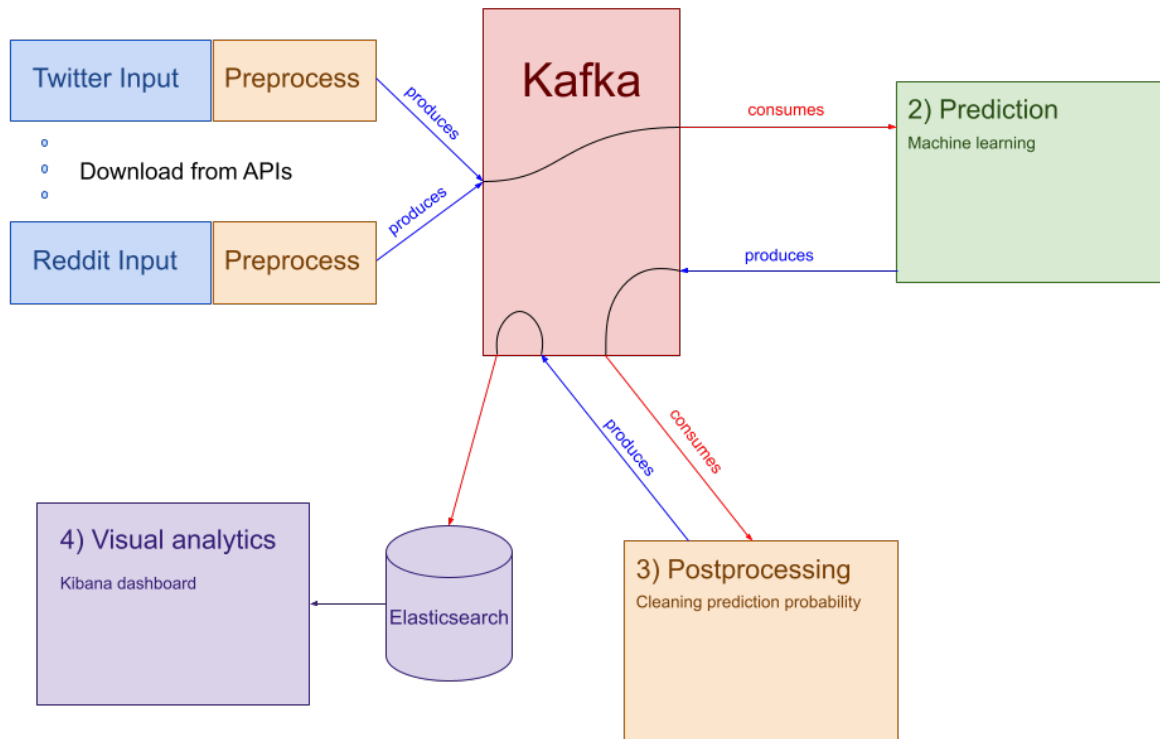 Twitter Input
Preprocess
Download from APIs
Reddit Input
Preprocess
produces
produces
Kafka
consumes
2) Prediction
Machine learning
produces
produces
consumes
4) Visual analytics
Kibana dashboard
Elasticsearch
3) Postprocessing
Cleaning prediction probability